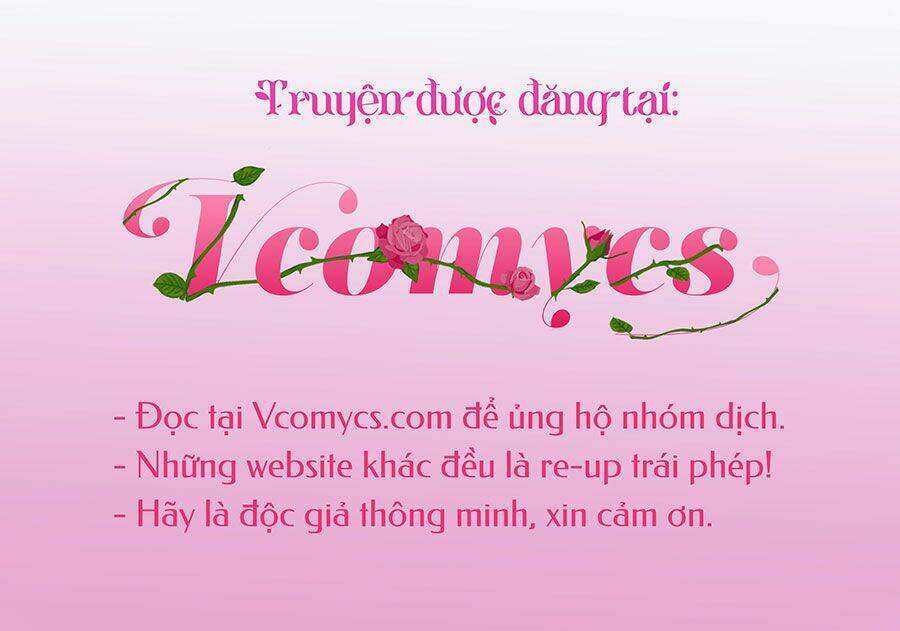 Truyện được đăng tại:
Vcomycs
- Đọc tại Vcomycs.com để ủng hộ nhóm dịch.
- Những website khác đều là re-up trái phép!
- Hãy là độc giả thông minh, xin cảm ơn.